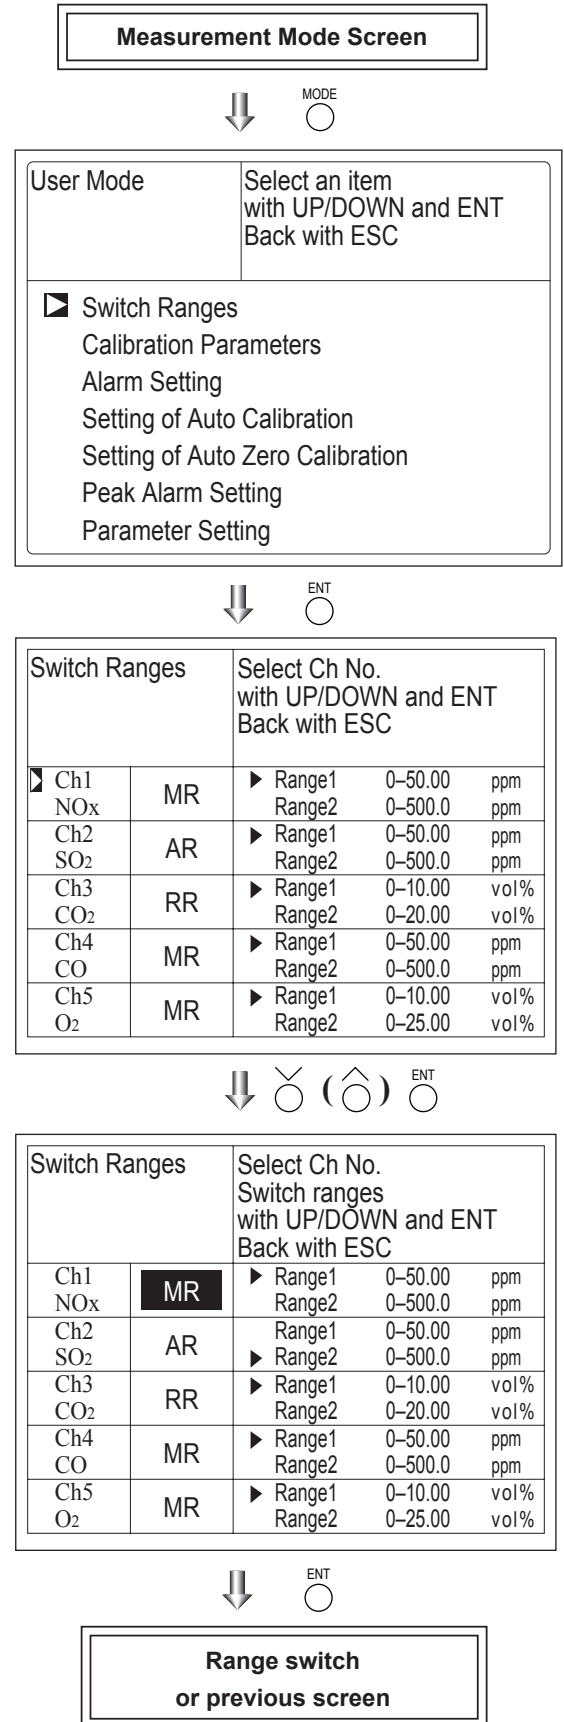 Measurement Mode Screen
MODE
User Mode
Select an item
with UP/DOWN and ENT
Back with ESC
Switch Ranges
Calibration Parameters
Alarm Setting
Setting of Auto Calibration
Setting of Auto Zero Calibration
Peak Alarm Setting
Parameter Setting
ENT
Switch Ranges
Select Ch No.
with UP/DOWN and ENT
Back with ESC
Ch1 NOx MR
▶ Range1 0–50.00 ppm
Range2 0–500.0 ppm
Ch2 SO2 AR
▶ Range1 0–50.00 ppm
Range2 0–500.0 ppm
Ch3 CO2 RR
▶ Range1 0–10.00 vol%
Range2 0–20.00 vol%
Ch4 CO MR
▶ Range1 0–50.00 ppm
Range2 0–500.0 ppm
Ch5 O2 MR
▶ Range1 0–10.00 vol%
Range2 0–25.00 vol%
( ) ENT
Switch Ranges
Select Ch No.
Switch ranges
with UP/DOWN and ENT
Back with ESC
Ch1 NOx MR
▶ Range1 0–50.00 ppm
Range2 0–500.0 ppm
Ch2 SO2 AR
Range1 0–50.00 ppm
▶ Range2 0–500.0 ppm
Ch3 CO2 RR
▶ Range1 0–10.00 vol%
Range2 0–20.00 vol%
Ch4 CO MR
▶ Range1 0–50.00 ppm
Range2 0–500.0 ppm
Ch5 O2 MR
▶ Range1 0–10.00 vol%
Range2 0–25.00 vol%
ENT
Range switch
or previous screen